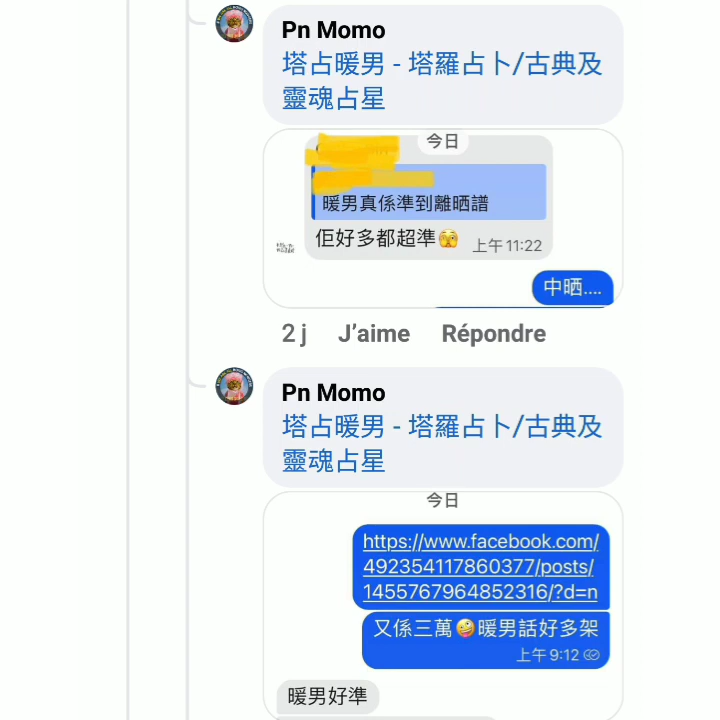 Pn Momo
塔占暖男 - 塔羅占卜/古典及
靈魂占星
今日
暖男真係準到離晒譜
佢好多都超準🫣
上午 11:22
中晒....
2 j J’aime Répondre
Pn Momo
塔占暖男 - 塔羅占卜/古典及
靈魂占星
今日
https://www.facebook.com/
492354117860377/posts/
1455767964852316/?d=n
又係三萬🤪暖男話好多架
上午 9:12
暖男好準